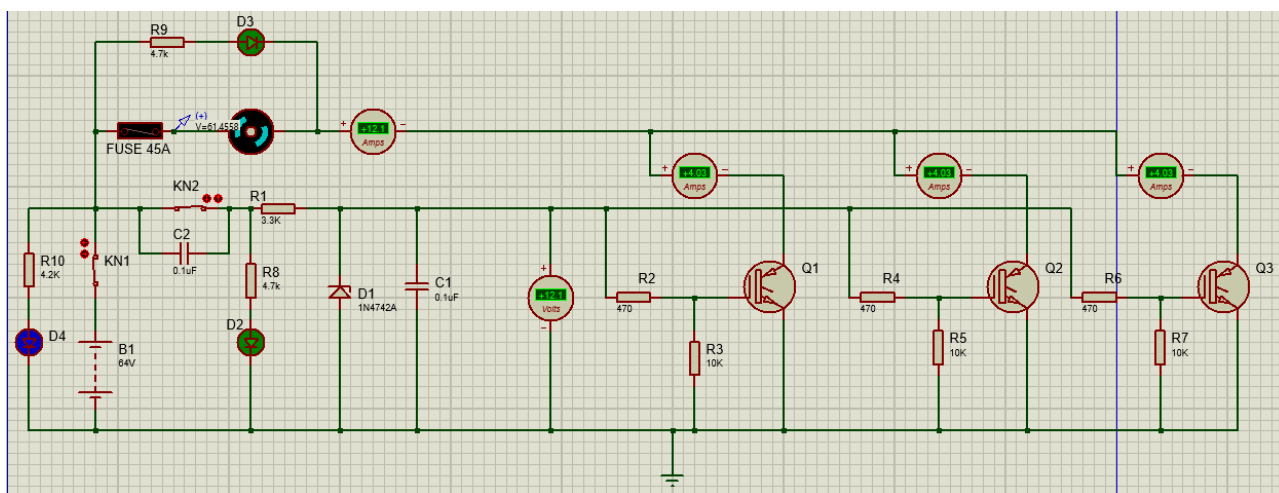 R9
4.7k
D3
(+)
V=61.4558
FUSE 45A
+
+12.1
Amps
−
+
+4.03
Amps
−
+
+4.03
Amps
−
+
+4.03
Amps
−
KN2
R1
3.3K
C2
0.1uF
R10
4.2K
KN1
R8
4.7k
D1
1N4742A
C1
0.1uF
+
+12.1
Volts
−
R2
470
Q1
R4
470
Q2
R6
470
Q3
D4
B1
64V
D2
R3
10K
R5
10K
R7
10K